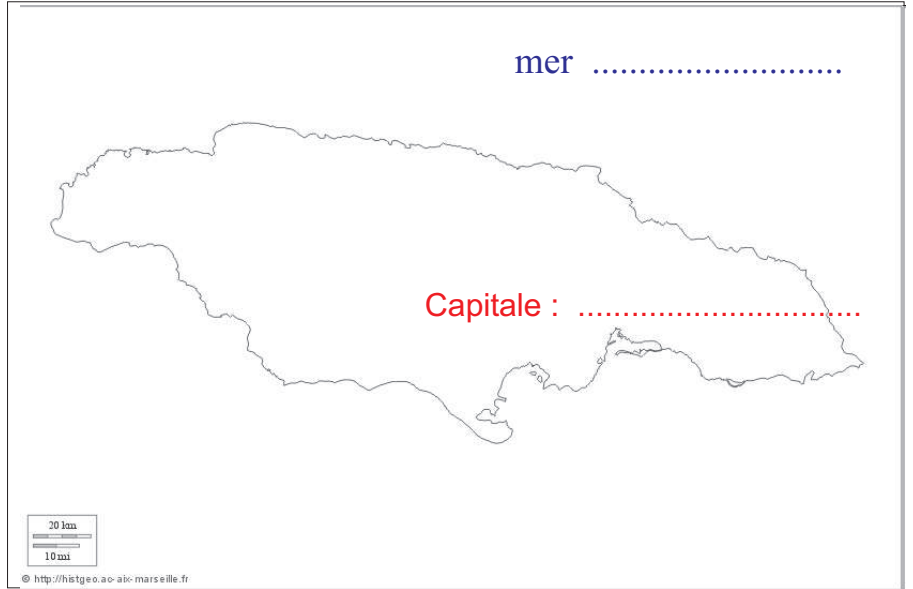 mer ...........................
Capitale : ...............................
20 km
10 mi
© http://histgeo.ac-aix-marseille.fr